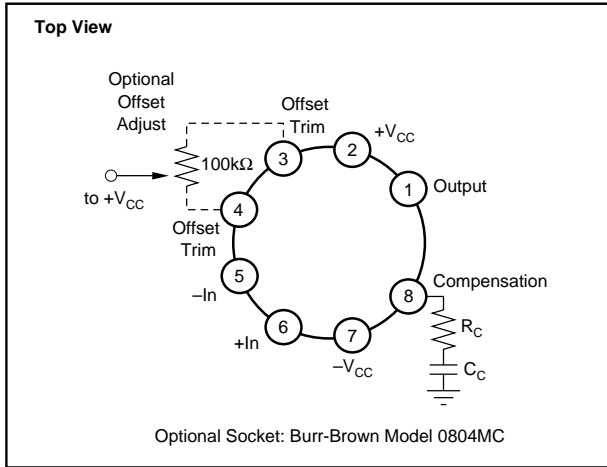 Top View
Optional
Offset
Adjust
Offset
Trim
+VCC
3
2
100kΩ
1
Output
to +VCC
4
Offset
Trim
5
8
Compensation
–In
RC
6
7
+In
–VCC
CC
Optional Socket: Burr-Brown Model 0804MC